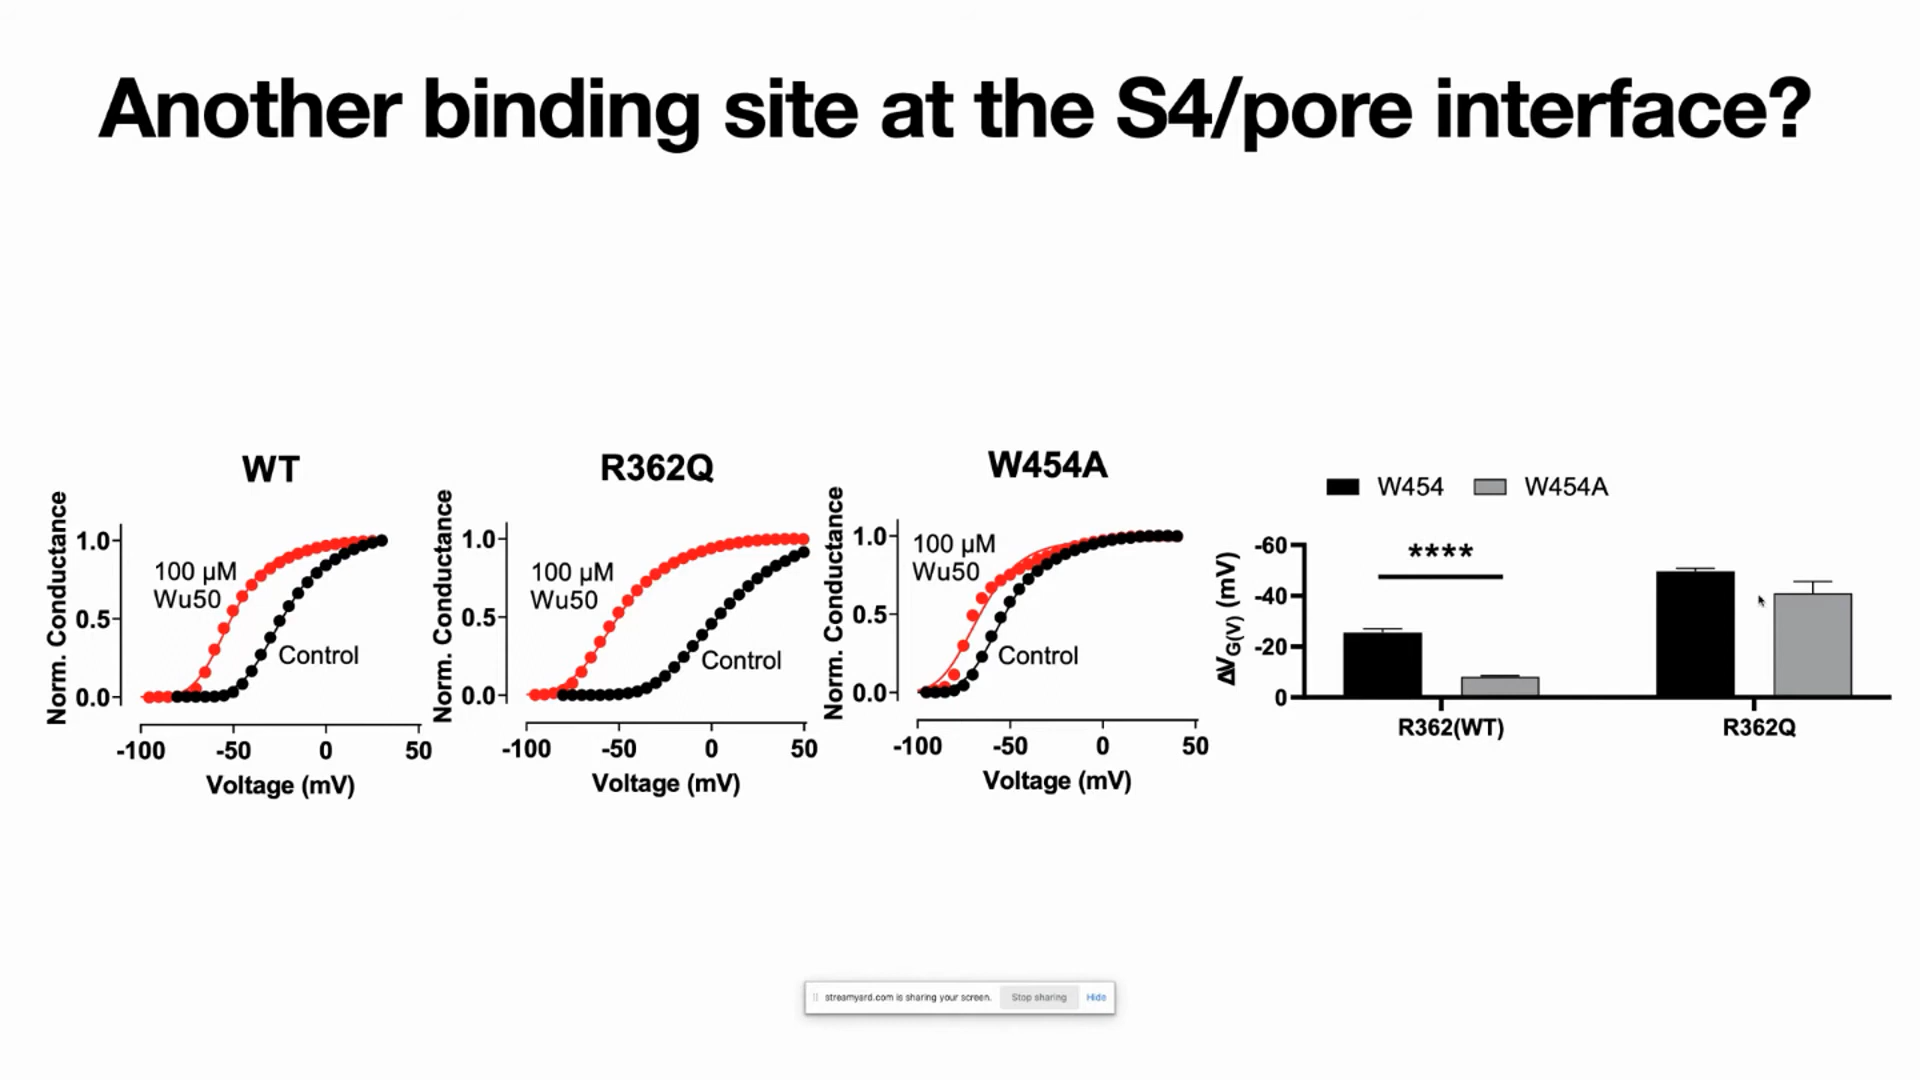 Another binding site at the S4/pore interface?
WT
Norm. Conductance
1.0
0.5
0.0
100 µM
Wu50
Control
-100 -50 0 50
Voltage (mV)
R362Q
Norm. Conductance
1.0
0.5
0.0
100 µM
Wu50
Control
-100 -50 0 50
Voltage (mV)
W454A
Norm. Conductance
1.0
0.5
0.0
100 µM
Wu50
Control
-100 -50 0 50
Voltage (mV)
W454 W454A
ΔVG(V) (mV)
-60
-40
-20
0
****
R362(WT) R362Q
streamyard.com is sharing your screen. Stop sharing Hide